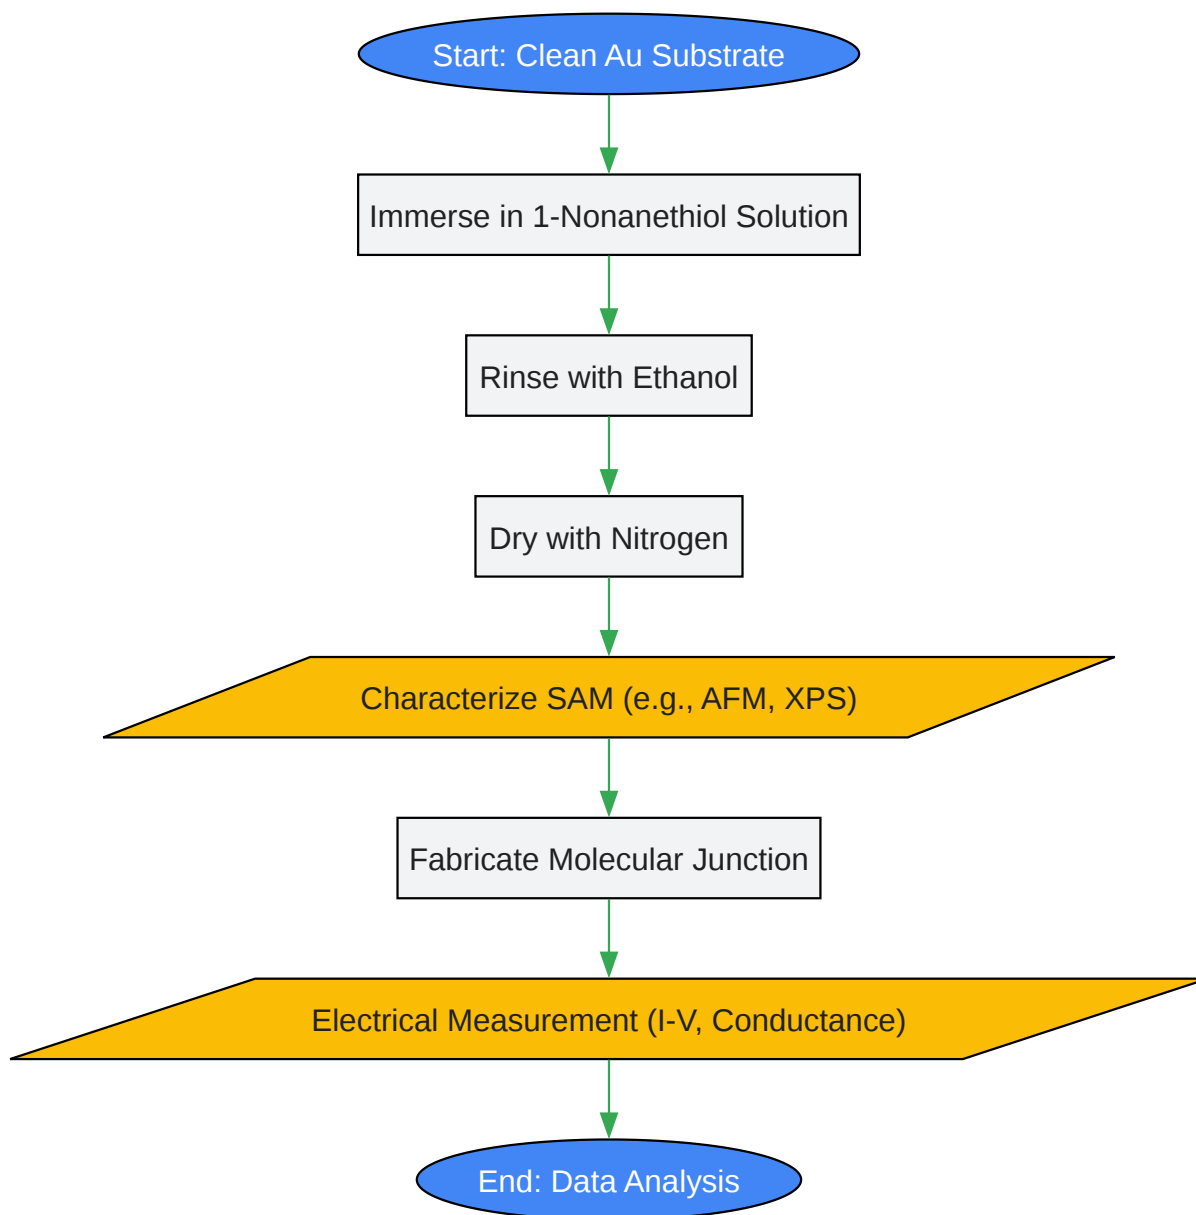 Start: Clean Au Substrate
Immerse in 1-Nonanethiol Solution
Rinse with Ethanol
Dry with Nitrogen
Characterize SAM (e.g., AFM, XPS)
Fabricate Molecular Junction
Electrical Measurement (I-V, Conductance)
End: Data Analysis